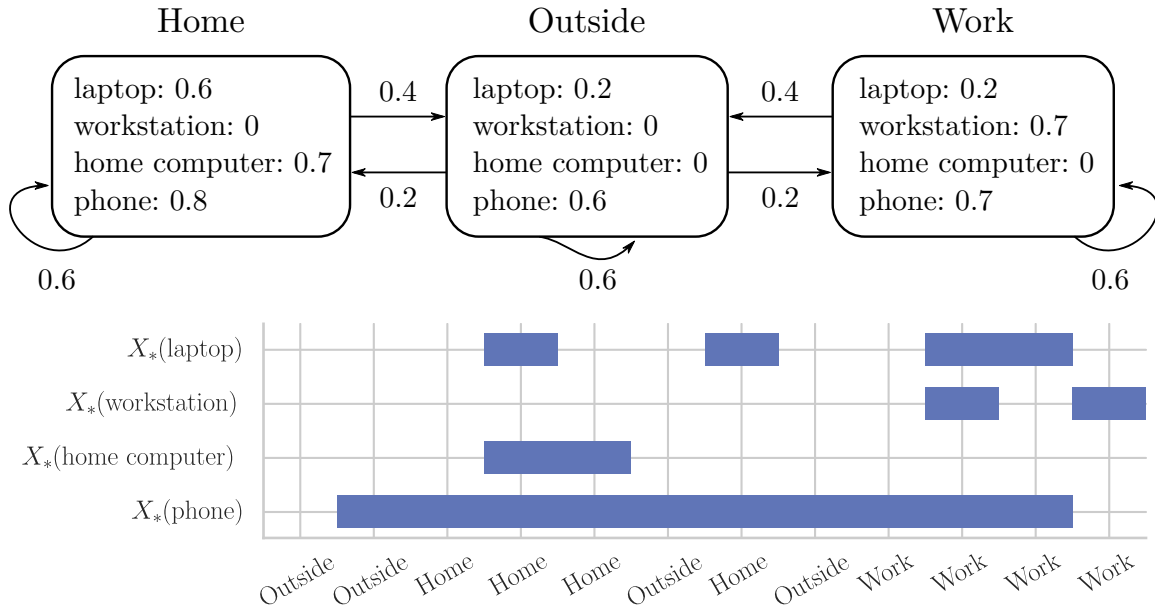 Home
Outside
Work
laptop: 0.6
workstation: 0
home computer: 0.7
phone: 0.8
0.4
0.2
laptop: 0.2
workstation: 0
home computer: 0
phone: 0.6
0.4
0.2
laptop: 0.2
workstation: 0.7
home computer: 0
phone: 0.7
0.6
0.6
0.6
X*(laptop)
X*(workstation)
X*(home computer)
X*(phone)
Outside
Outside
Home
Home
Home
Outside
Home
Outside
Work
Work
Work
Work